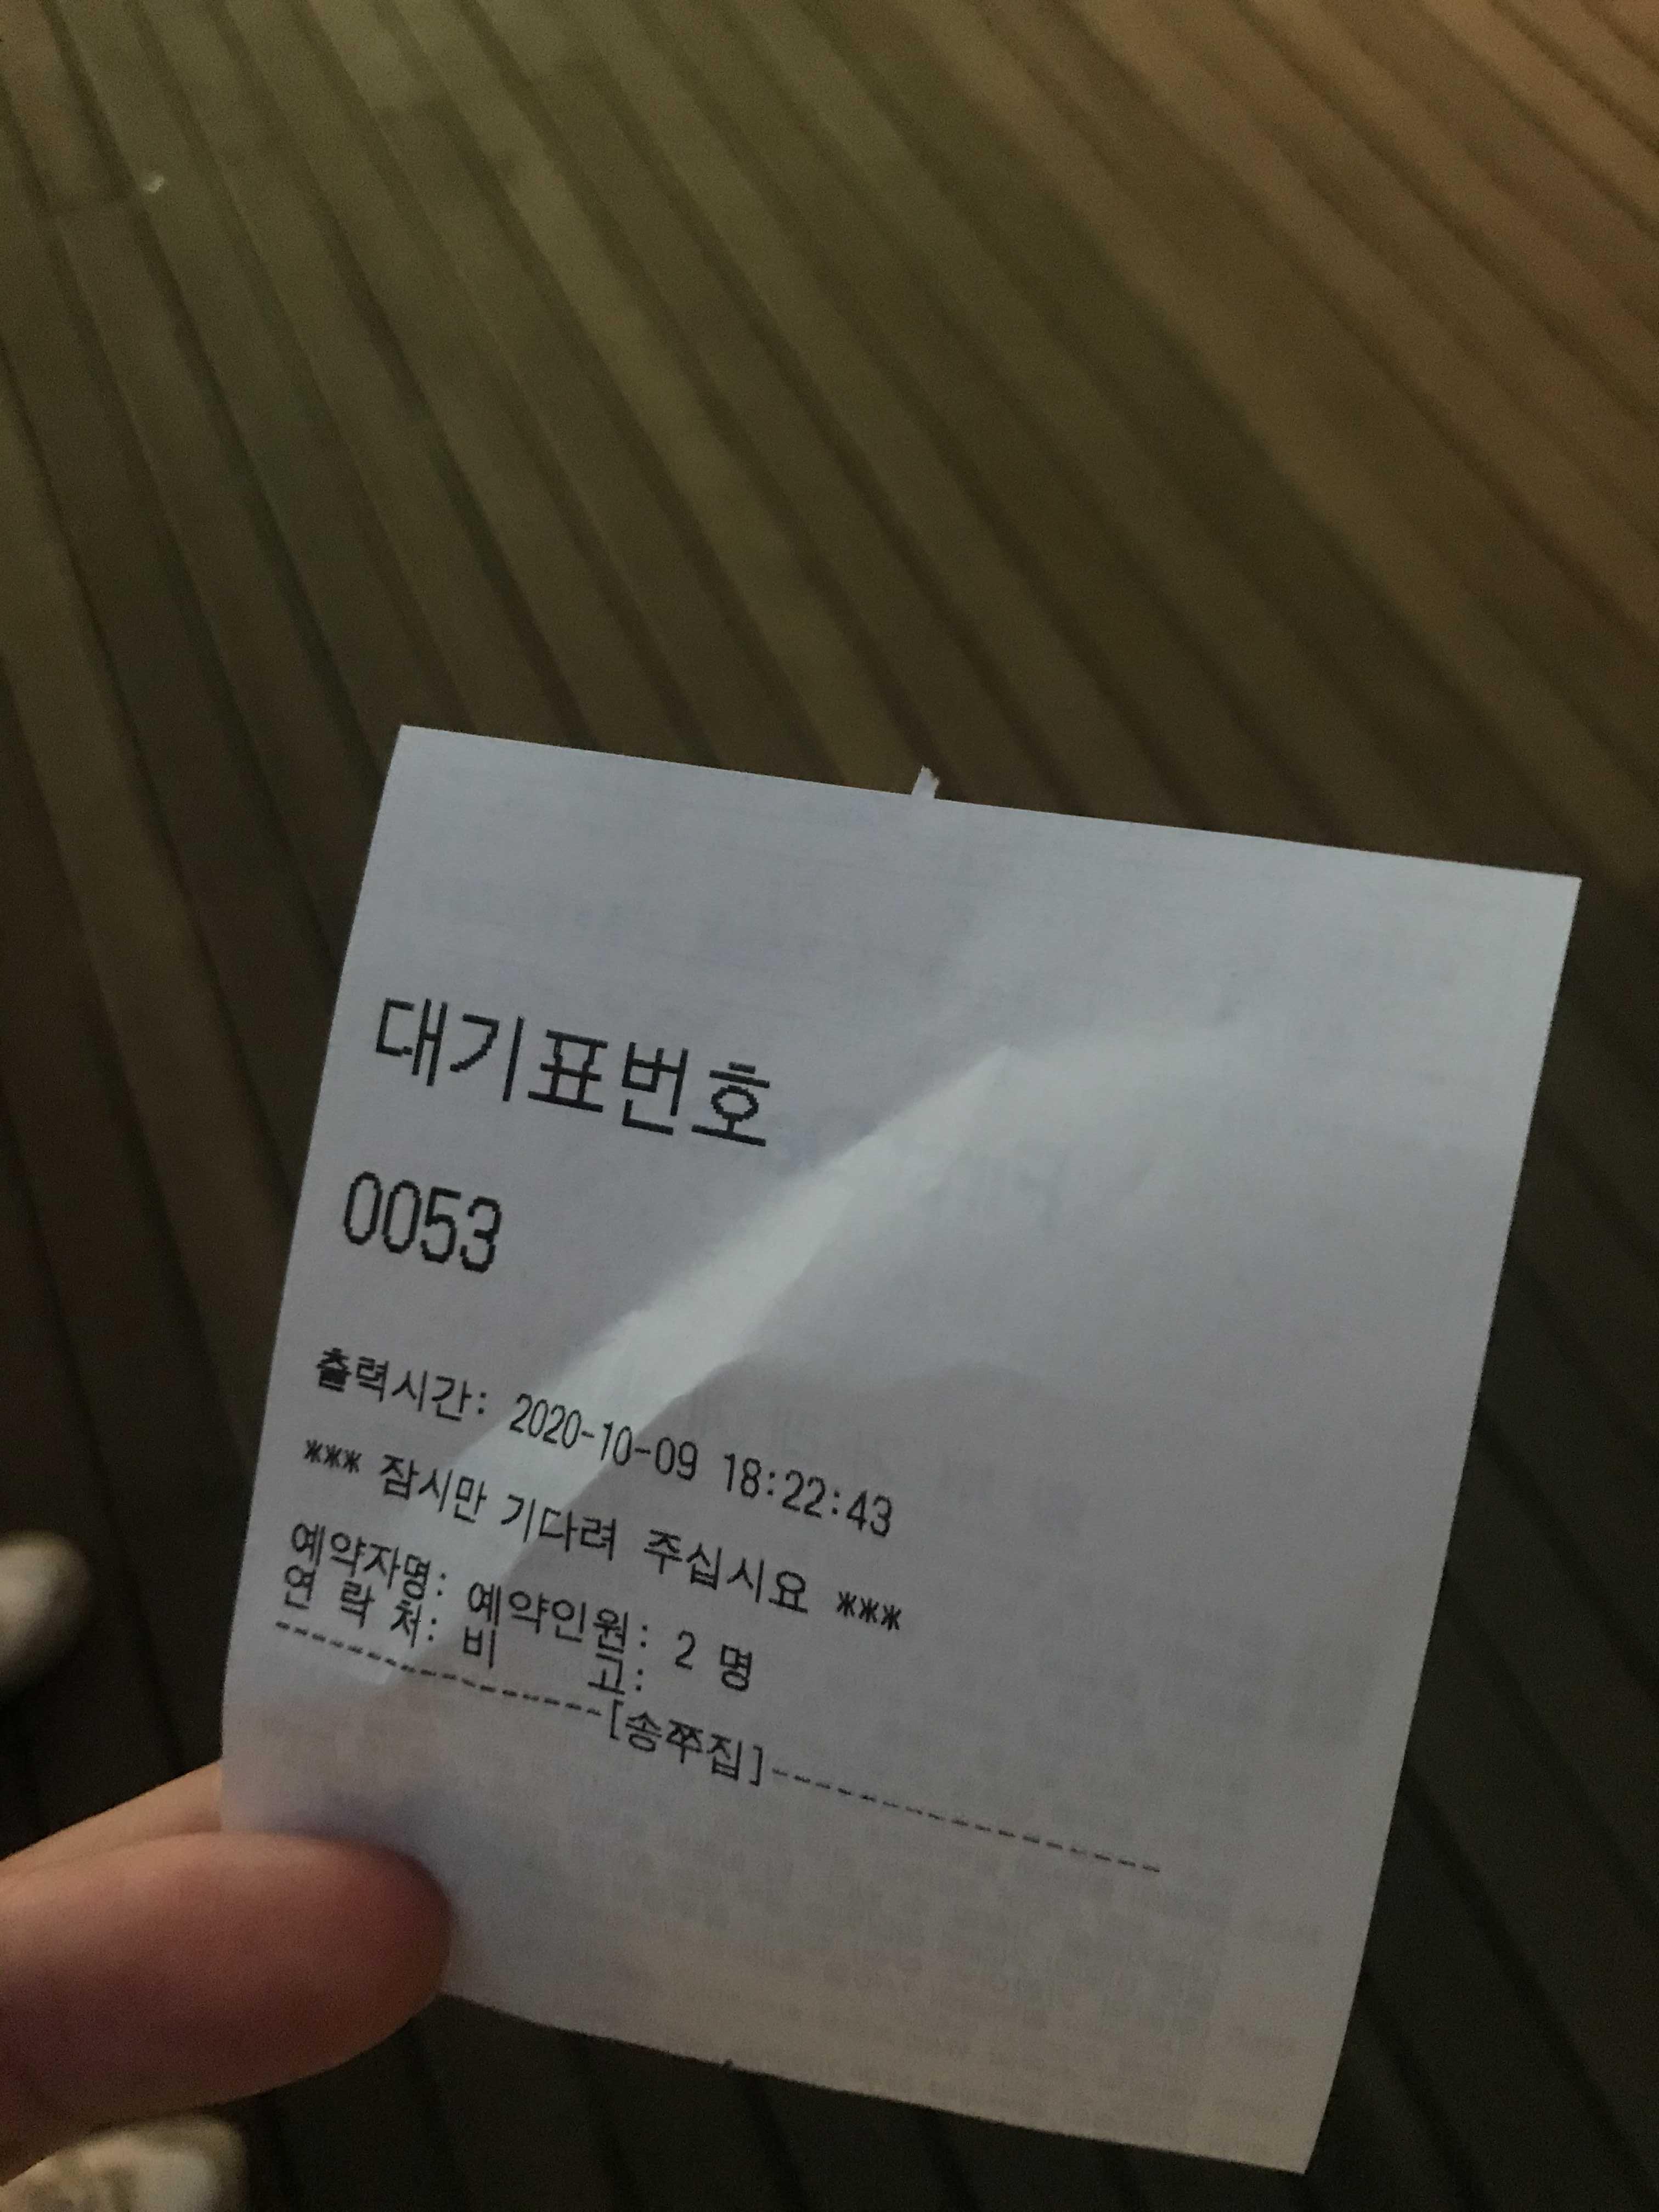 대기표번호
0053
출력시간: 2020-10-09 18:22:43
*** 잠시만 기다려 주십시요 ***
예약자명: 예약인원: 2 명
연 락 처: 비 고:
----------------[송쭈집]--------------------